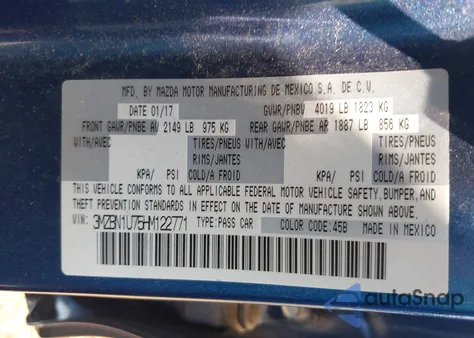 MFD. BY MAZDA MOTOR MANUFACTURING DE MEXICO S.A. DE C.V.
DATE 01/17 GVWR/PNBV 4019 LB 1823 KG
FRONT GAWR/PNBE AV 2149 LB 975 KG REAR GAWR/PNBE AR 1887 LB 856 KG
WITH/AVEC TIRES/PNEUS WITH/AVEC TIRES/PNEUS
RIMS/JANTES RIMS/JANTES
KPA/ PSI/LPC COLD/A FROID KPA/ PSI/LPC COLD/A FROID
THIS VEHICLE CONFORMS TO ALL APPLICABLE FEDERAL MOTOR VEHICLE SAFETY, BUMPER, AND
THEFT PREVENTION STANDARDS IN EFFECT ON THE DATE OF MANUFACTURE SHOWN ABOVE.
VIN: 3MZBN1U75HM122771 TYPE: PASS CAR COLOR CODE: 45B MADE IN MEXICO
autoSnap